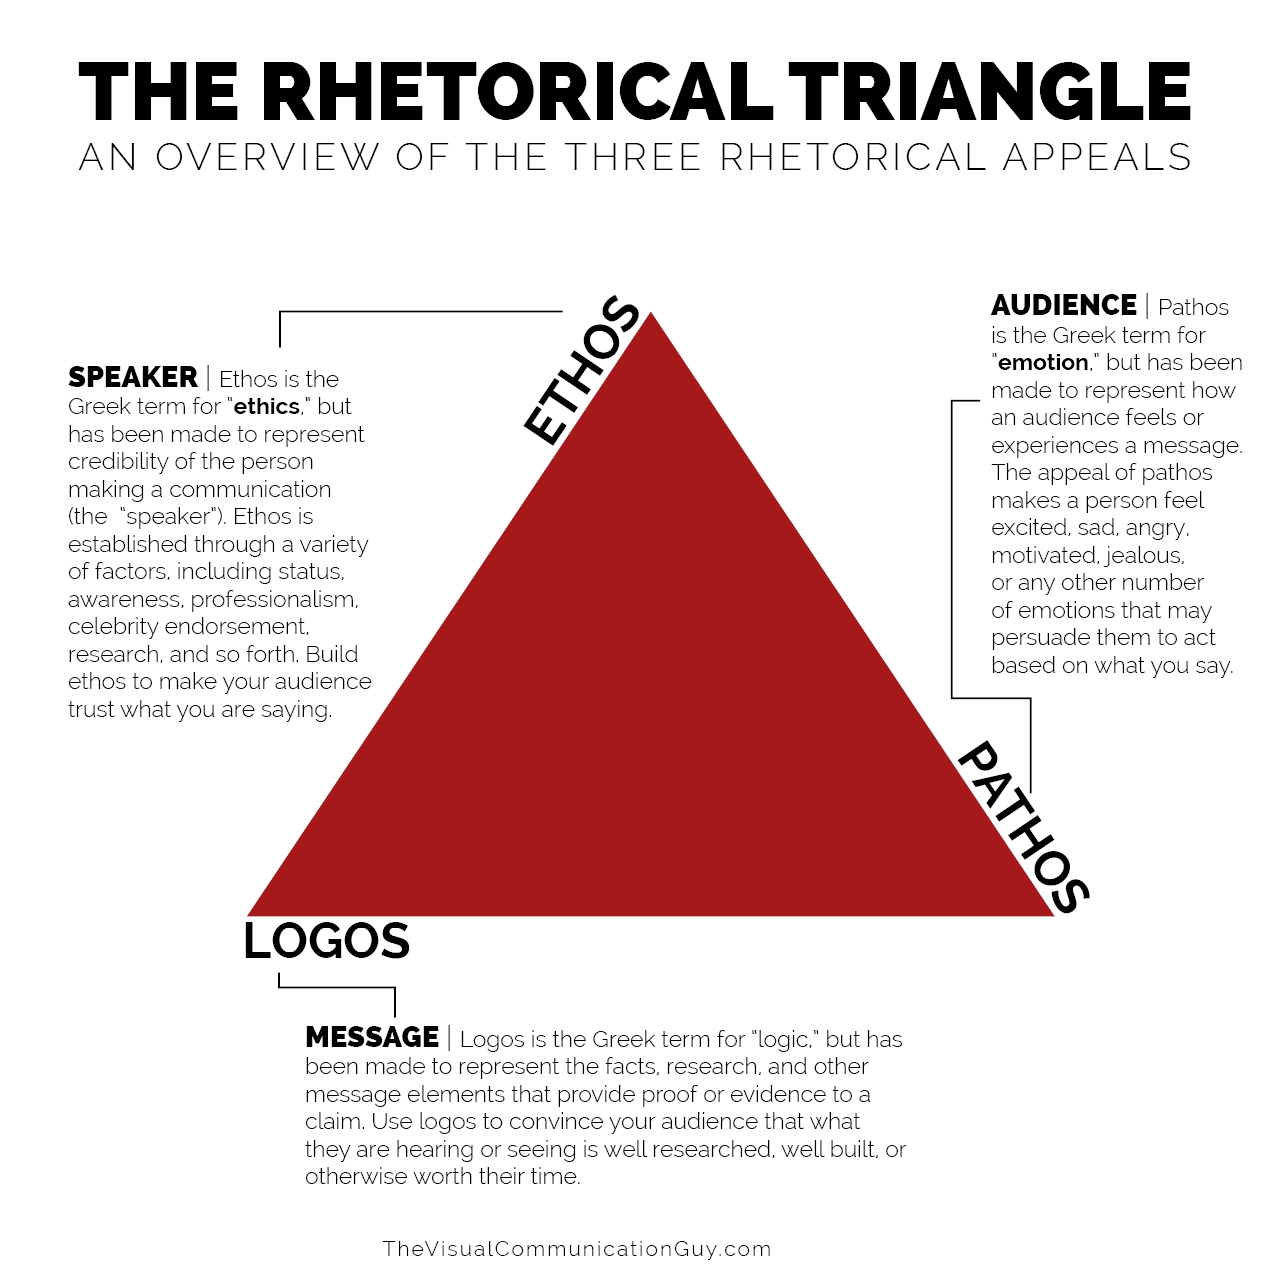 THE RHETORICAL TRIANGLE
AN OVERVIEW OF THE THREE RHETORICAL APPEALS
ETHOS
SPEAKER | Ethos is the
Greek term for “ethics,” but
has been made to represent
credibility of the person
making a communication
(the “speaker”). Ethos is
established through a variety
of factors, including status,
awareness, professionalism,
celebrity endorsement,
research, and so forth. Build
ethos to make your audience
trust what you are saying.
AUDIENCE | Pathos
is the Greek term for
“emotion,” but has been
made to represent how
an audience feels or
experiences a message.
The appeal of pathos
makes a person feel
excited, sad, angry,
motivated, jealous,
or any other number
of emotions that may
persuade them to act
based on what you say.
PATHOS
LOGOS
MESSAGE | Logos is the Greek term for “logic,” but has
been made to represent the facts, research, and other
message elements that provide proof or evidence to a
claim. Use logos to convince your audience that what
they are hearing or seeing is well researched, well built, or
otherwise worth their time.
TheVisualCommunicationGuy.com